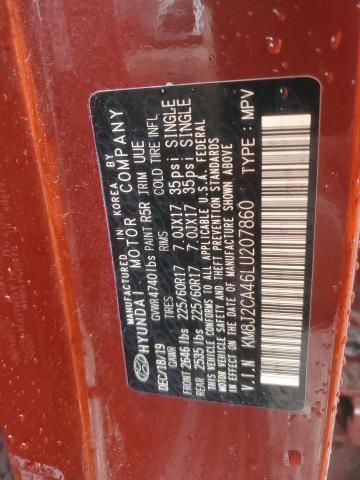 MANUFACTURED IN KOREA BY
HYUNDAI MOTOR COMPANY
DEC/18/19 GVWR 4740 lbs PAINT R5R TRIM UUE
GAWR TIRES RIMS COLD TIRE INFL
FRONT 2646 lbs 225/60R17 7.0JX17 35psi SINGLE
REAR 2535 lbs 225/60R17 7.0JX17 35psi SINGLE
THIS VEHICLE CONFORMS TO ALL APPLICABLE U.S.A. FEDERAL
MOTOR VEHICLE SAFETY, BUMPER, AND THEFT PREVENTION STANDARDS
IN EFFECT ON THE DATE OF MANUFACTURE SHOWN ABOVE
V.I.N KM8J2CA46LU207860 TYPE: MPV